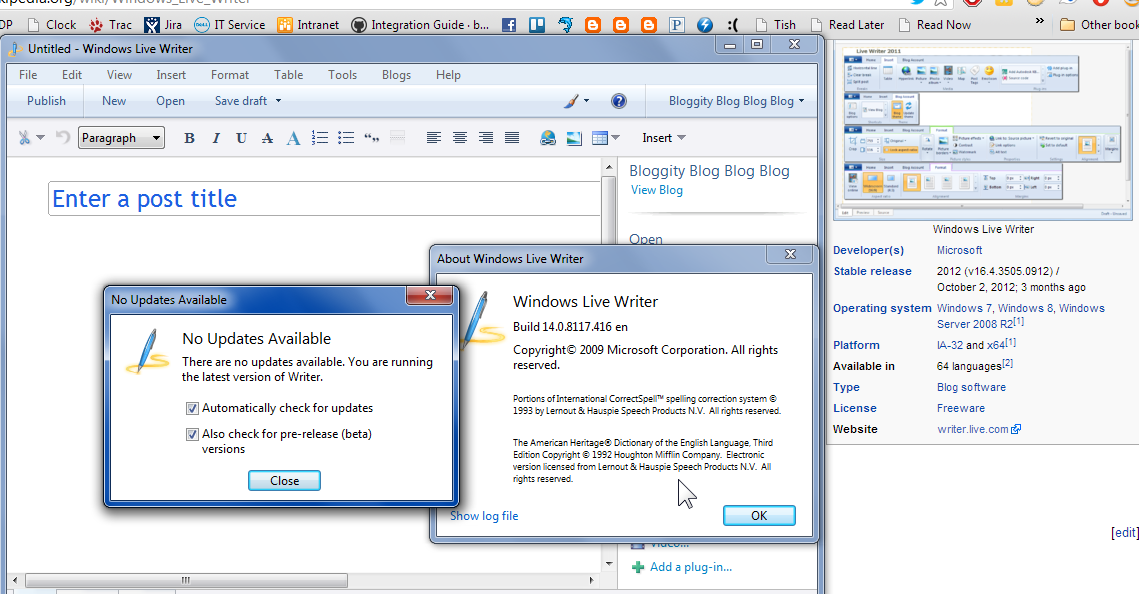 kipedia.org/wiki/Windows_Live_Writer
DP Clock Trac Jira IT Service Intranet Integration Guide · b... P :( Tish Read Later Read Now » Other book
Untitled - Windows Live Writer
File Edit View Insert Format Table Tools Blogs Help
Publish New Open Save draft Bloggity Blog Blog Blog
Paragraph B I U A A Insert
Enter a post title
Bloggity Blog Blog Blog
View Blog
Open
Video...
Add a plug-in...
No Updates Available
No Updates Available
There are no updates available. You are running
the latest version of Writer.
Automatically check for updates
Also check for pre-release (beta)
versions
Close
About Windows Live Writer
Windows Live Writer
Build 14.0.8117.416 en
Copyright© 2009 Microsoft Corporation. All rights
reserved.
Portions of International CorrectSpell™ spelling correction system ©
1993 by Lernout & Hauspie Speech Products N.V. All rights reserved.
The American Heritage® Dictionary of the English Language, Third
Edition Copyright © 1992 Houghton Mifflin Company. Electronic
version licensed from Lernout & Hauspie Speech Products N.V. All
rights reserved.
Show log file
OK
Live Writer 2011
Windows Live Writer
Developer(s) Microsoft
Stable release 2012 (v16.4.3505.0912) /
October 2, 2012; 3 months ago
Operating system Windows 7, Windows 8, Windows
Server 2008 R2[1]
Platform IA-32 and x64[1]
Available in 64 languages[2]
Type Blog software
License Freeware
Website writer.live.com
[edit]